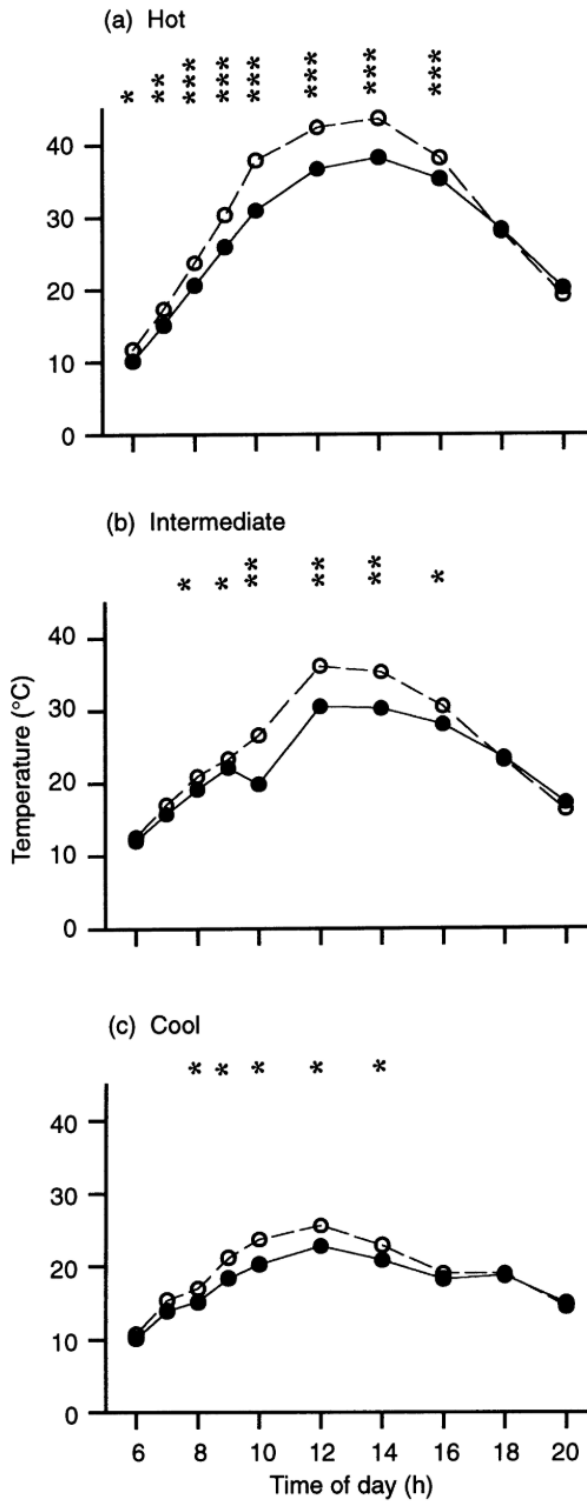 (a) Hot
* ** *** *** *** *** *** ***
40
30
20
10
0
(b) Intermediate
* * ** ** ** *
40
30
20
10
0
Temperature (°C)
(c) Cool
* * * * *
40
30
20
10
0
6 8 10 12 14 16 18 20
Time of day (h)